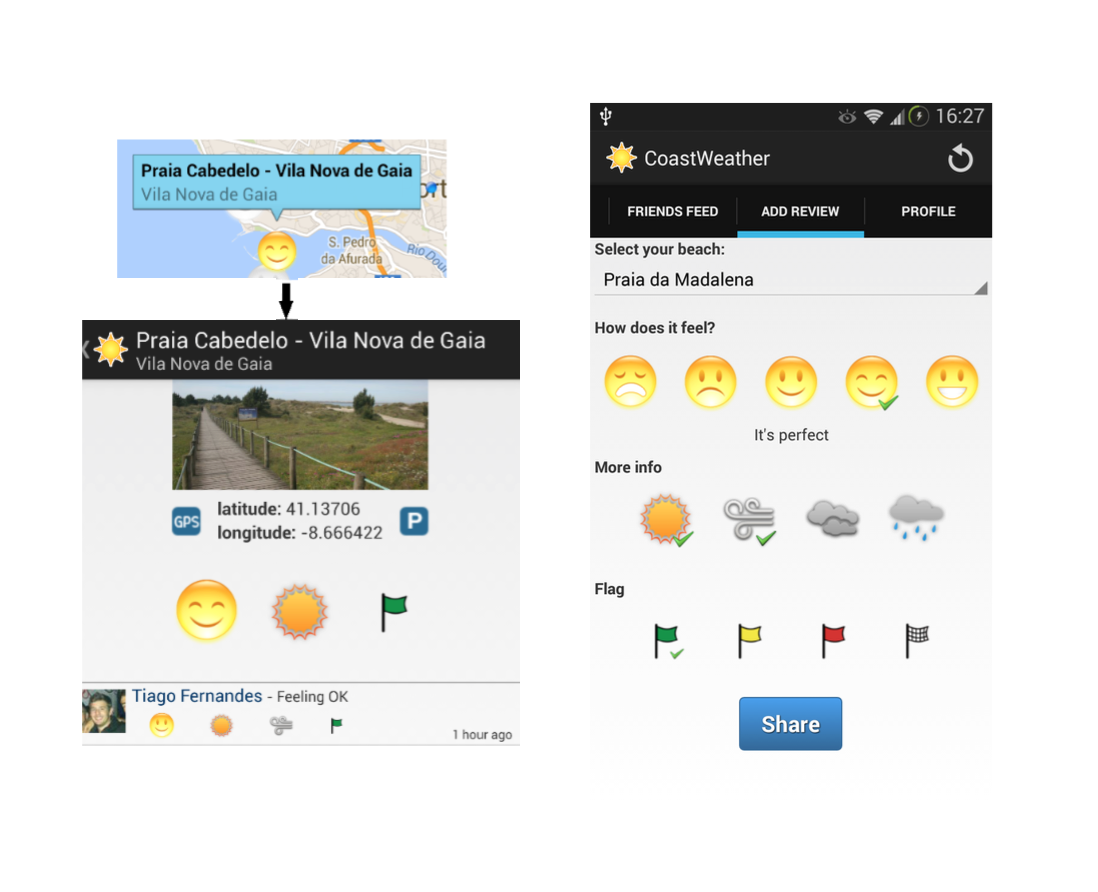 Praia Cabedelo - Vila Nova de Gaia
Vila Nova de Gaia
ort
S. Pedro
da Afurada
Rio Dou
Praia Cabedelo - Vila Nova de Gaia
Vila Nova de Gaia
GPS
latitude: 41.13706
longitude: -8.666422
P
Tiago Fernandes - Feeling OK
1 hour ago
16:27
CoastWeather
FRIENDS FEED
ADD REVIEW
PROFILE
Select your beach:
Praia da Madalena
How does it feel?
It's perfect
More info
Flag
Share